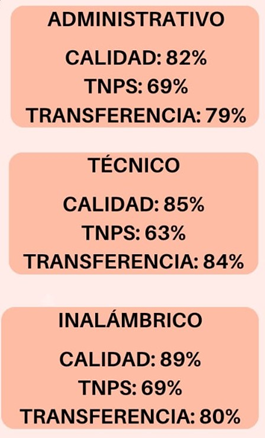 ADMINISTRATIVO
CALIDAD: 82%
TNPS: 69%
TRANSFERENCIA: 79%
TÉCNICO
CALIDAD: 85%
TNPS: 63%
TRANSFERENCIA: 84%
INALÁMBRICO
CALIDAD: 89%
TNPS: 69%
TRANSFERENCIA: 80%